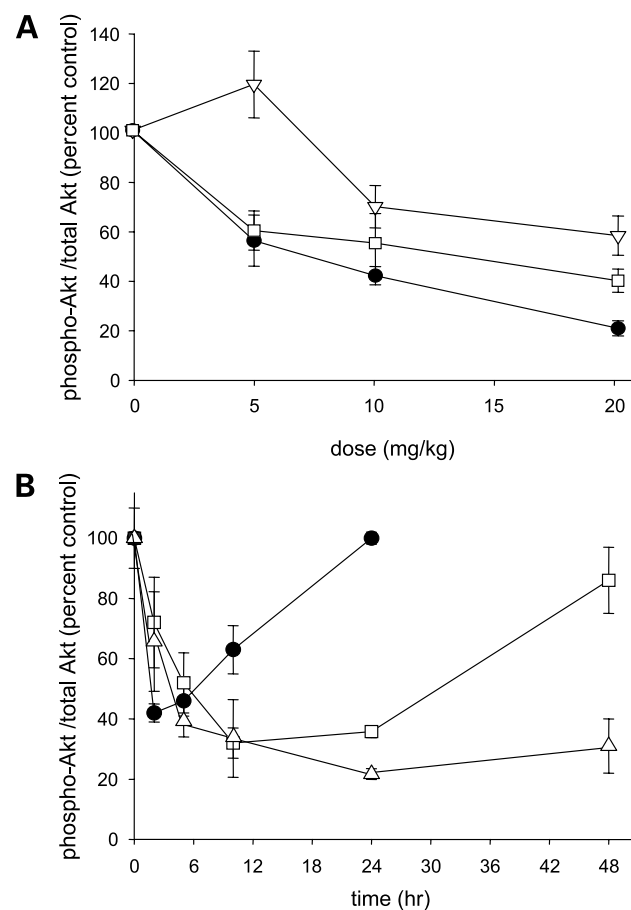 A
phospho-Akt /total Akt (percent control)
140
120
100
80
60
40
20
0
0 5 10 15 20
dose (mg/kg)
B
phospho-Akt /total Akt (percent control)
100
80
60
40
20
0
0 6 12 18 24 30 36 42 48
time (hr)